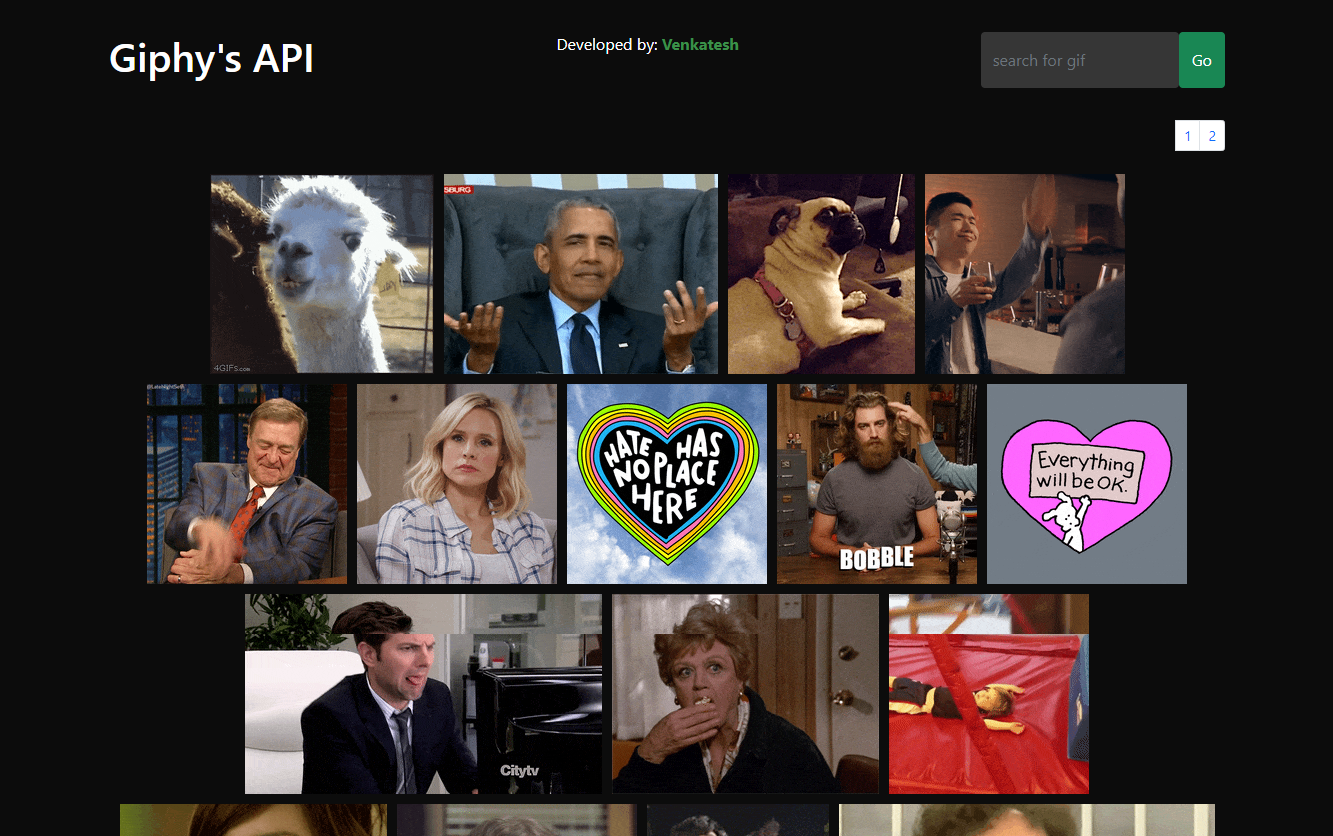 Giphy's API
Developed by: Venkatesh
search for gif
Go
1 2
SBURG
4GIFs.com
HATE HAS
NO PLACE
HERE
BOBBLE
Everything
will be OK.
Citytv